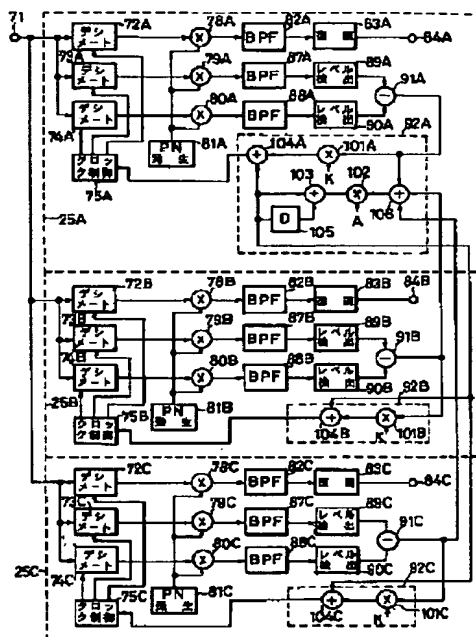 71
72A
78A
82A
83A
84A
デシ
メート
BPF
復調
73A
79A
87A
89A
91A
デシ
メート
BPF
レベル
検出
74A
80A
88A
90A
92A
デシ
メート
BPF
レベル
検出
クロッ
ク制御
75A
PN
発生
81A
104A
101A
K
103
102
106
D
105
A
25A
72B
78B
82B
83B
84B
デシ
メート
BPF
復調
73B
79B
87B
89B
91B
デシ
メート
BPF
レベル
検出
74B
80B
88B
90B
92B
デシ
メート
BPF
レベル
検出
25B
クロッ
ク制御
75B
PN
発生
81B
104B
K
101B
72C
78C
82C
83C
84C
デシ
メート
BPF
復調
73C
79C
87C
89C
91C
デシ
メート
BPF
レベル
検出
74C
80C
88C
90C
92C
デシ
メート
BPF
レベル
検出
25C
クロッ
ク制御
75C
PN
発生
81C
104C
K
101C